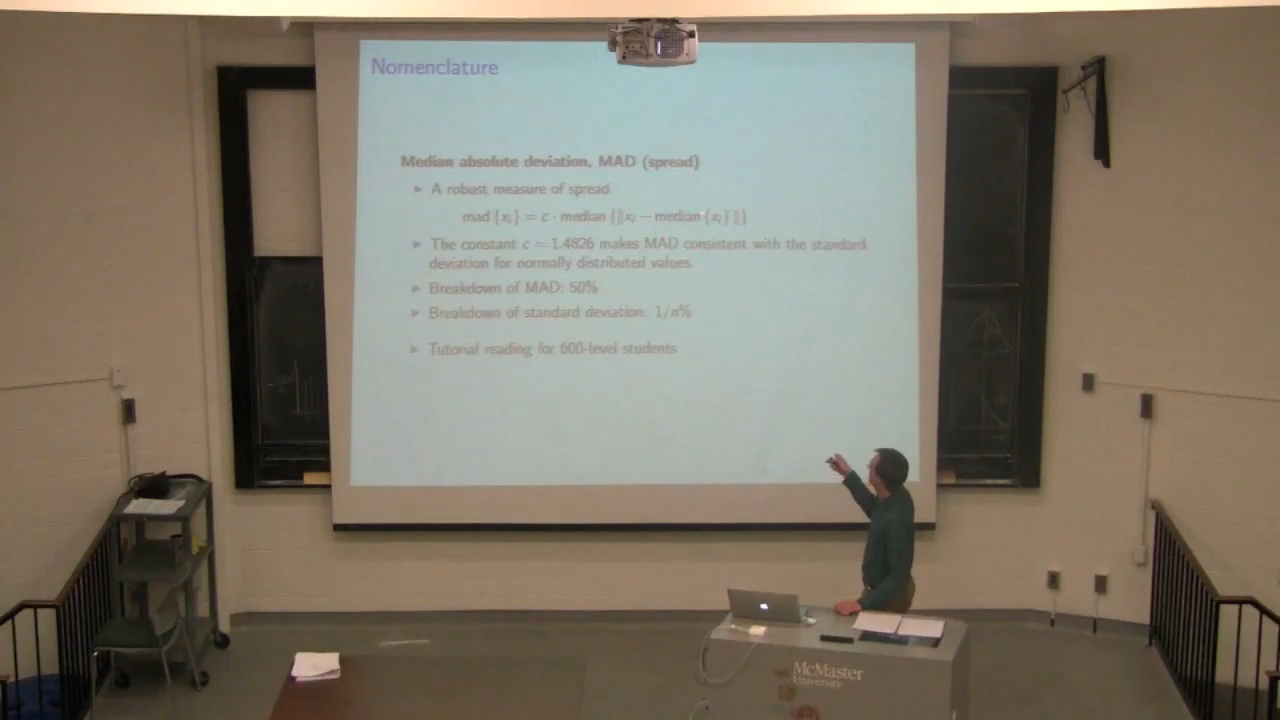 Nomenclature
Median absolute deviation, MAD (spread)
► A robust measure of spread
mad {xᵢ} = c · median {‖xᵢ − median {xᵢ} ‖}
► The constant c = 1.4826 makes MAD consistent with the standard
deviation for normally distributed values.
► Breakdown of MAD: 50%
► Breakdown of standard deviation: 1/n%
► Tutorial reading for 600-level students
McMaster
University